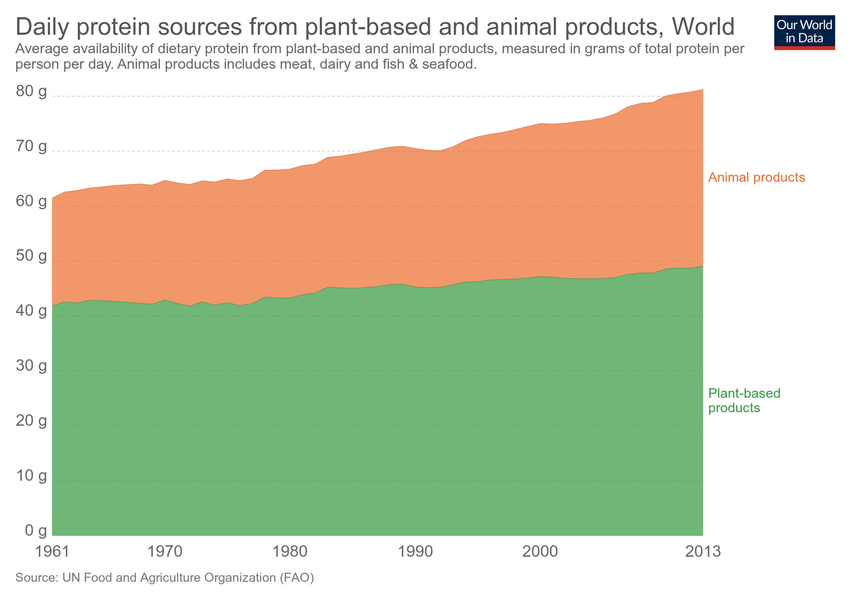 Daily protein sources from plant-based and animal products, World
Our World
in Data
Average availability of dietary protein from plant-based and animal products, measured in grams of total protein per
person per day. Animal products includes meat, dairy and fish & seafood.
80 g
70 g
60 g
50 g
40 g
30 g
20 g
10 g
0 g
Animal products
Plant-based
products
1961 1970 1980 1990 2000 2013
Source: UN Food and Agriculture Organization (FAO)